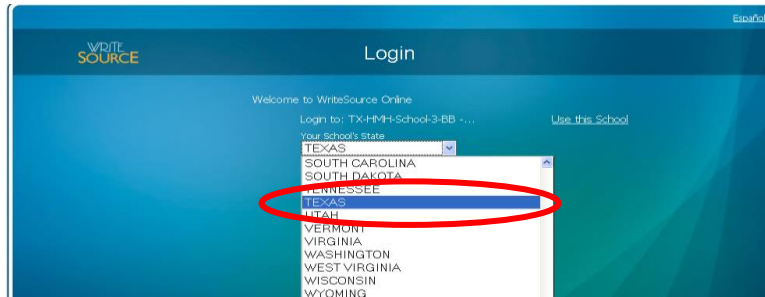 Español
WRITE
SOURCE
Login
Welcome to WriteSource Online
Login to: TX-HMH-School-3-BB -... Use this School
Your School's State
TEXAS
SOUTH CAROLINA
SOUTH DAKOTA
TENNESSEE
TEXAS
UTAH
VERMONT
VIRGINIA
WASHINGTON
WEST VIRGINIA
WISCONSIN
WYOMING